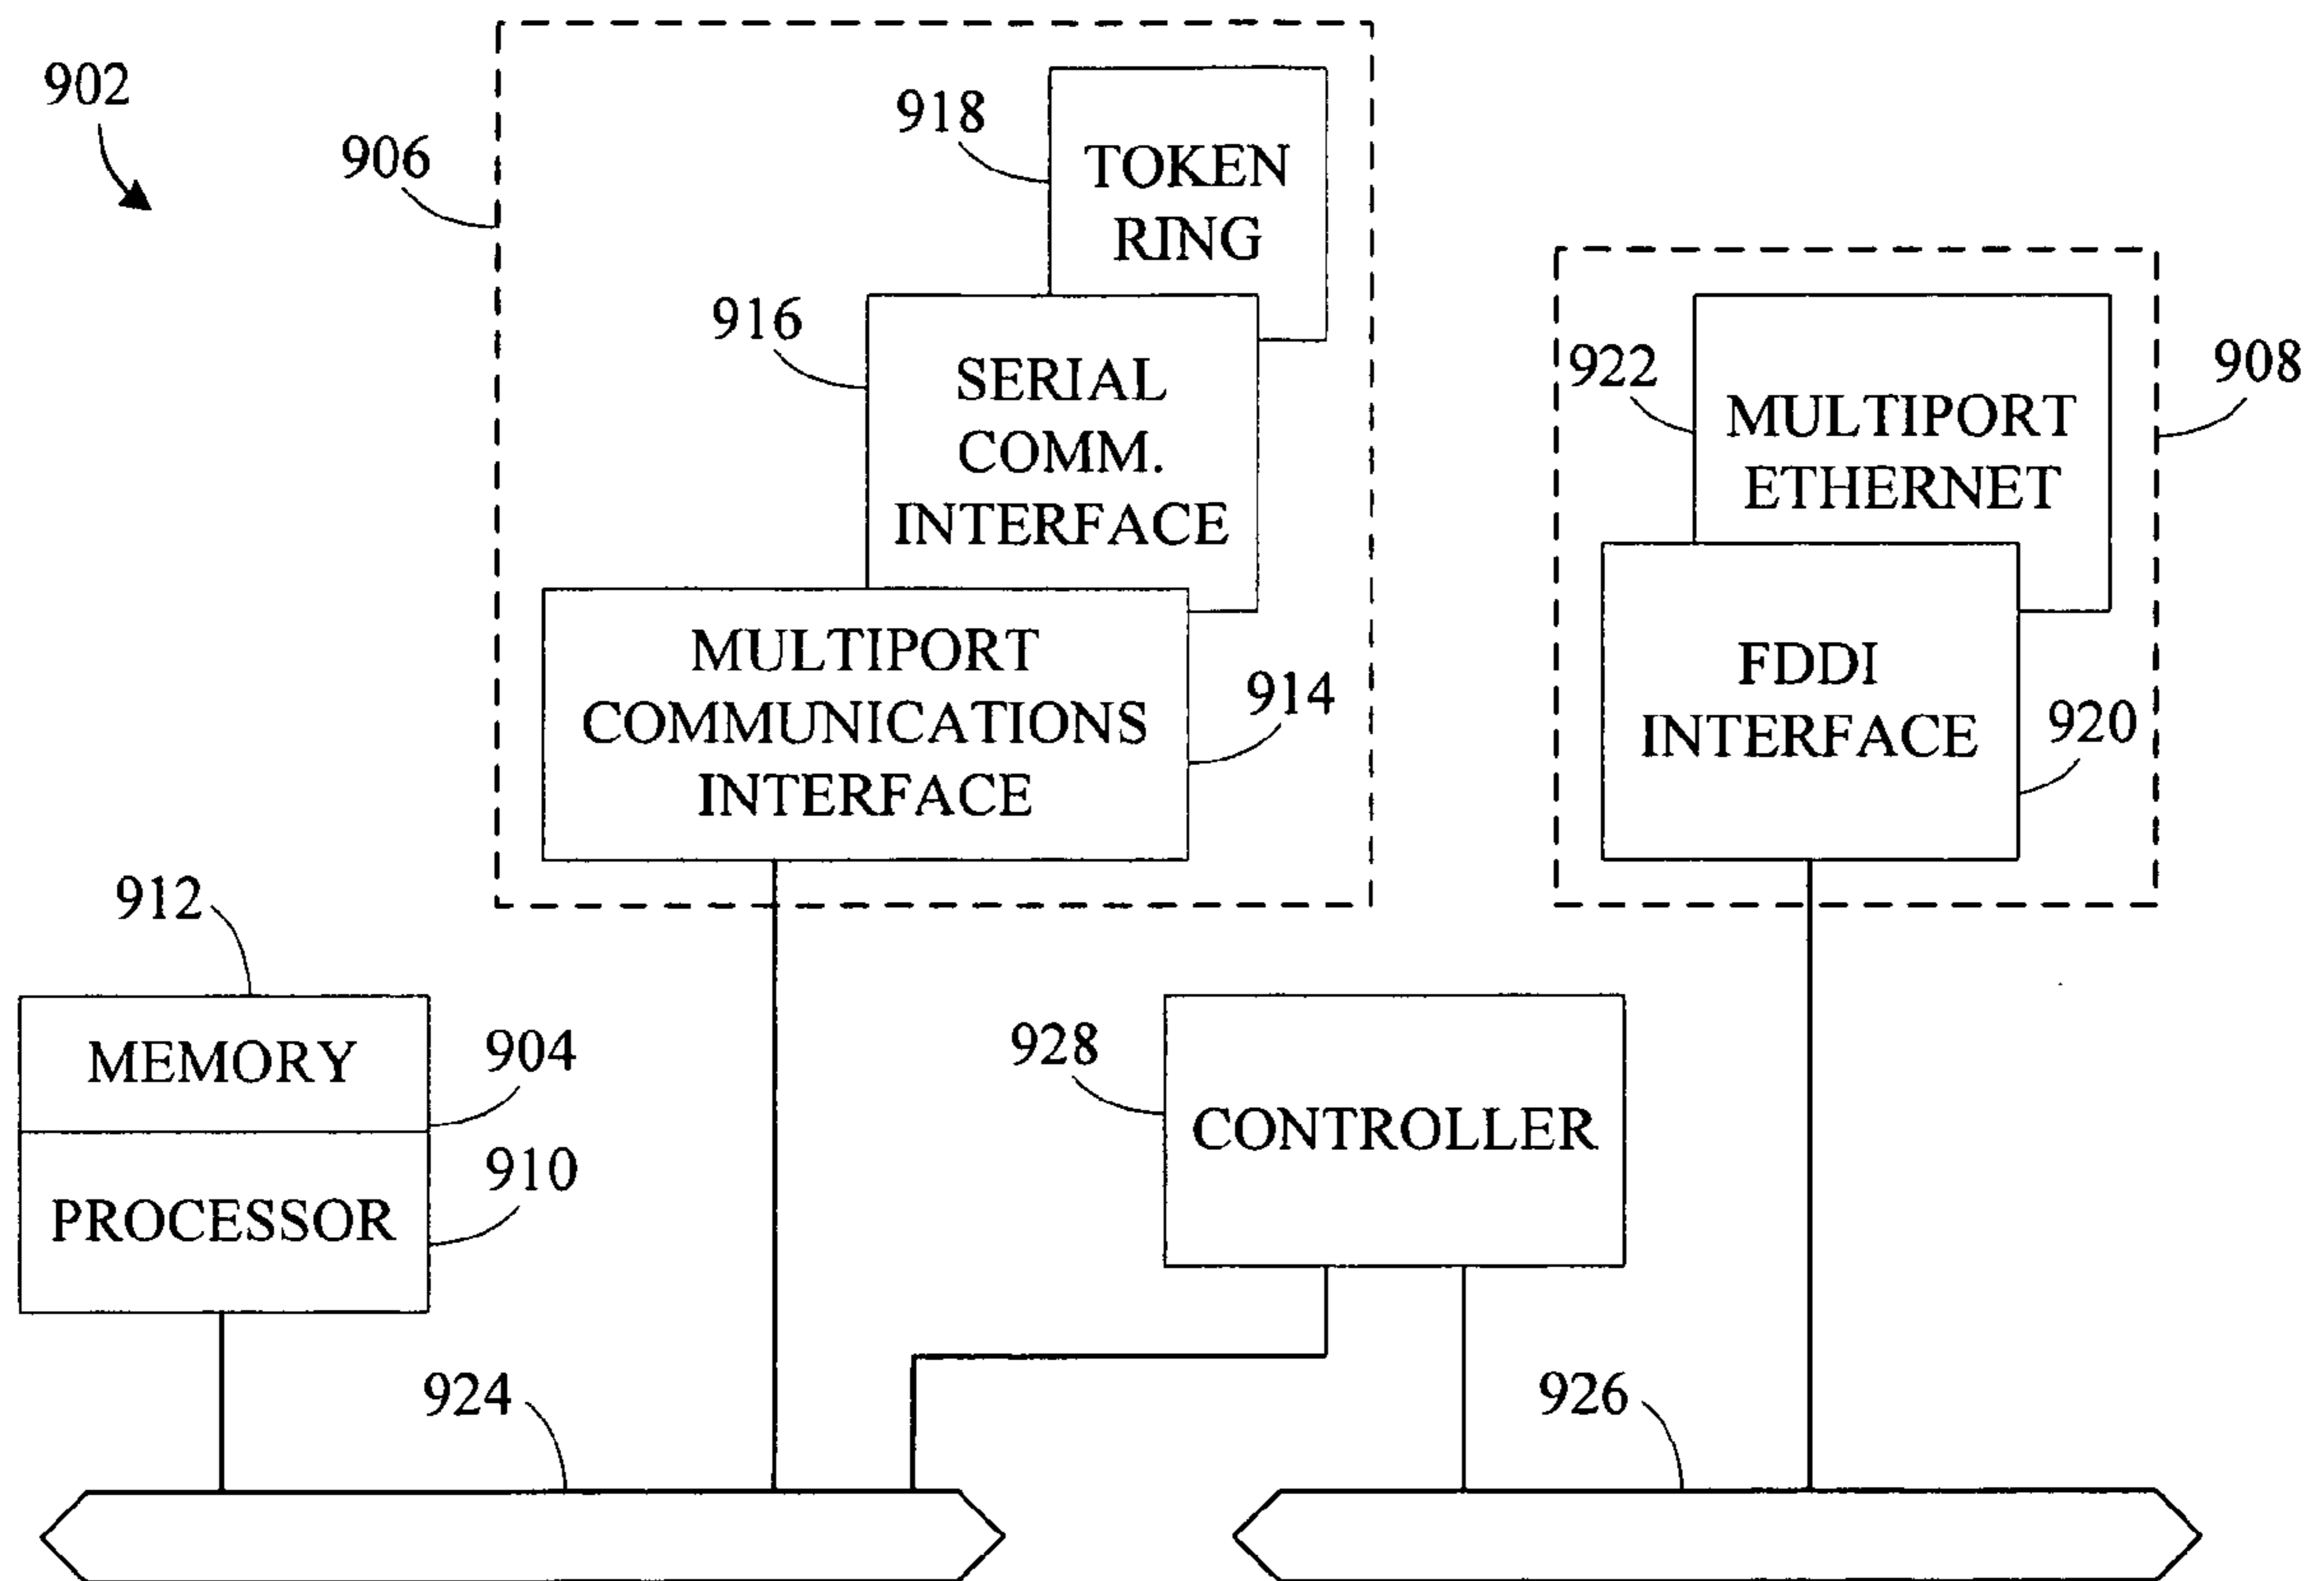 902
906
918
TOKEN
RING
916
SERIAL
COMM.
INTERFACE
922
MULTIPORT
ETHERNET
908
MULTIPORT
COMMUNICATIONS
INTERFACE
914
FDDI
INTERFACE
920
912
MEMORY
904
PROCESSOR
910
928
CONTROLLER
924
926